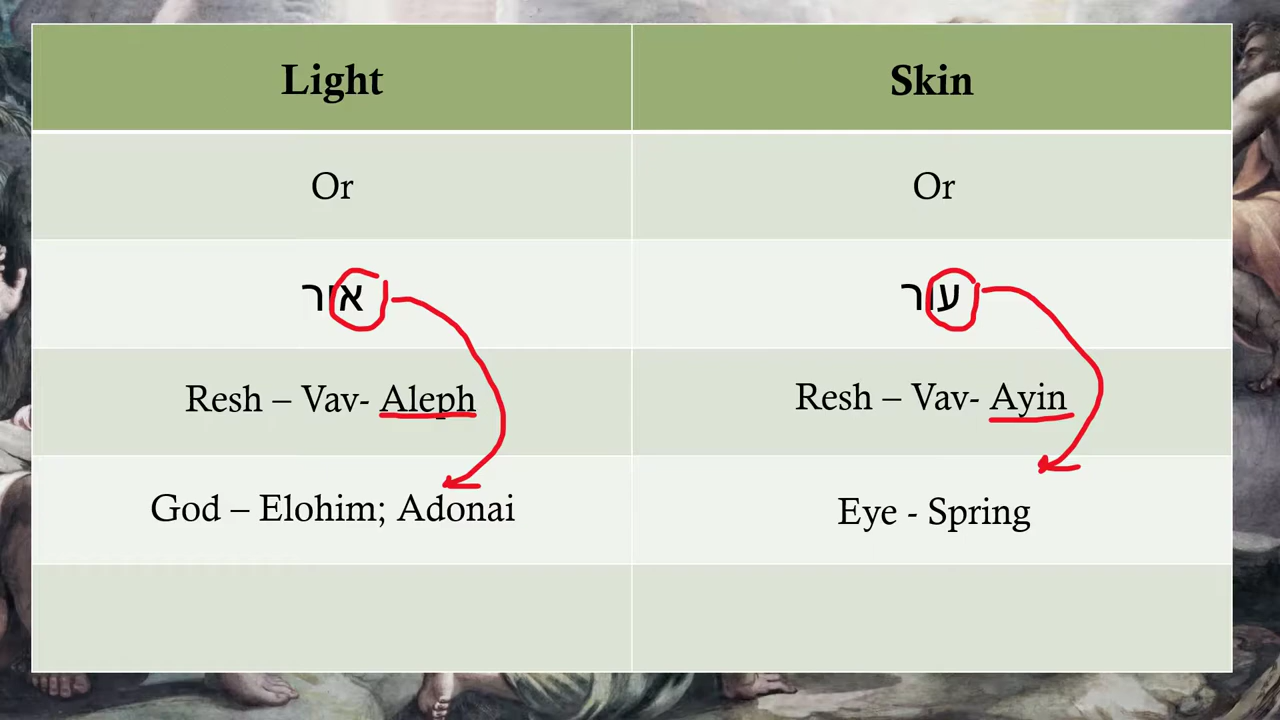 Light
Skin
Or
Or
אור
עור
Resh – Vav- Aleph
Resh – Vav- Ayin
God – Elohim; Adonai
Eye - Spring